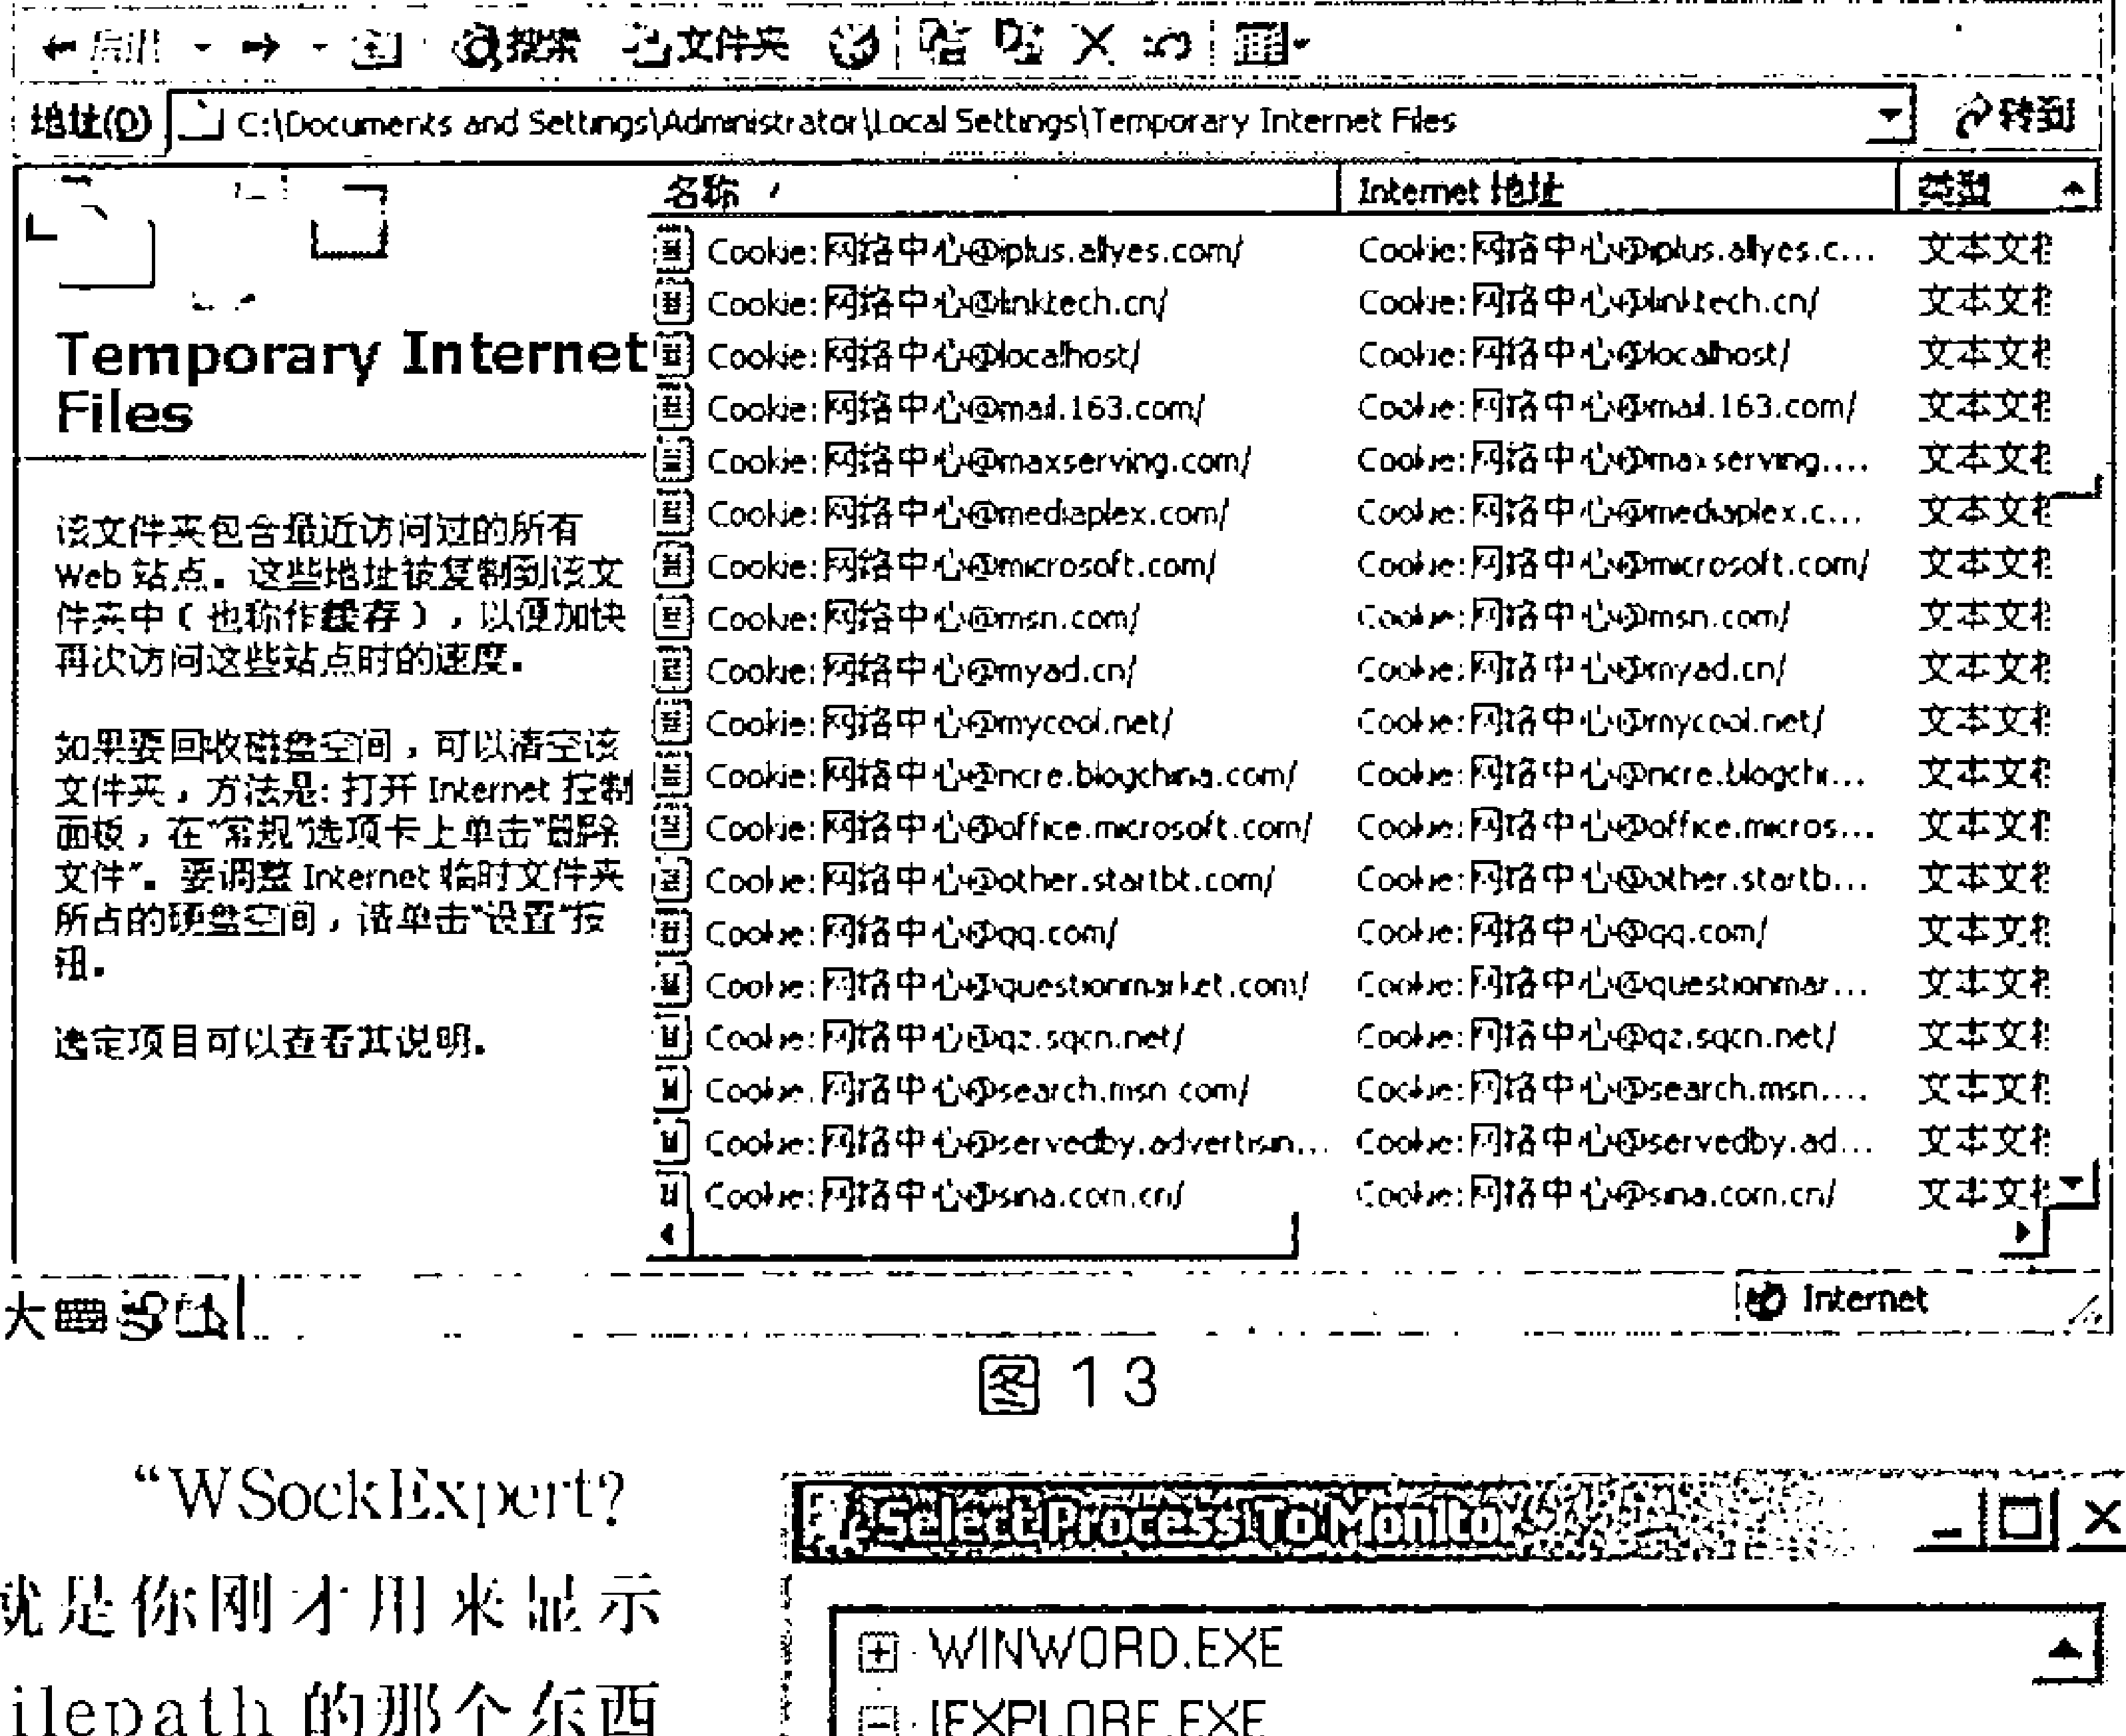 后退 搜索 文件夹
地址(D) C:\Documents and Settings\Administrator\Local Settings\Temporary Internet Files 转到
名称 Internet 地址 类型
Temporary Internet
Files
该文件夹包含最近访问过的所有
Web 站点。这些地址被复制到该文
件夹中(也称作缓存),以便加快
再次访问这些站点时的速度。
如果要回收磁盘空间,可以清空该
文件夹,方法是:打开 Internet 控制
面板,在"常规"选项卡上单击"删除
文件"。要调整 Internet 临时文件夹
所占的硬盘空间,请单击"设置"按
钮。
选定项目可以查看其说明。
Cookie:网络中心@iplus.allyes.com/ Cookie:网络中心@iplus.allyes.c... 文本文档
Cookie:网络中心@linktech.cn/ Cookie:网络中心@linktech.cn/ 文本文档
Cookie:网络中心@localhost/ Cookie:网络中心@localhost/ 文本文档
Cookie:网络中心@mail.163.com/ Cookie:网络中心@mail.163.com/ 文本文档
Cookie:网络中心@maxserving.com/ Cookie:网络中心@maxserving.... 文本文档
Cookie:网络中心@mediaplex.com/ Cookie:网络中心@mediaplex.c... 文本文档
Cookie:网络中心@microsoft.com/ Cookie:网络中心@microsoft.com/ 文本文档
Cookie:网络中心@msn.com/ Cookie:网络中心@msn.com/ 文本文档
Cookie:网络中心@myad.cn/ Cookie:网络中心@myad.cn/ 文本文档
Cookie:网络中心@mycool.net/ Cookie:网络中心@mycool.net/ 文本文档
Cookie:网络中心@ncre.blogchina.com/ Cookie:网络中心@ncre.blogchi... 文本文档
Cookie:网络中心@office.microsoft.com/ Cookie:网络中心@office.micros... 文本文档
Cookie:网络中心@other.startbt.com/ Cookie:网络中心@other.startb... 文本文档
Cookie:网络中心@qq.com/ Cookie:网络中心@qq.com/ 文本文档
Cookie:网络中心@questionmarket.com/ Cookie:网络中心@questionmar... 文本文档
Cookie:网络中心@qz.sqcn.net/ Cookie:网络中心@qz.sqcn.net/ 文本文档
Cookie:网络中心@search.msn.com/ Cookie:网络中心@search.msn.... 文本文档
Cookie:网络中心@servedby.advertisin... Cookie:网络中心@servedby.ad... 文本文档
Cookie:网络中心@sina.com.cn/ Cookie:网络中心@sina.com.cn/ 文本文档
大
Internet
图 13
“WSockExpert?
就是你刚才用来显示
ilepath 的那个东西
Select Process To Monitor
WINWORD.EXE
IEXPLORE.EXE